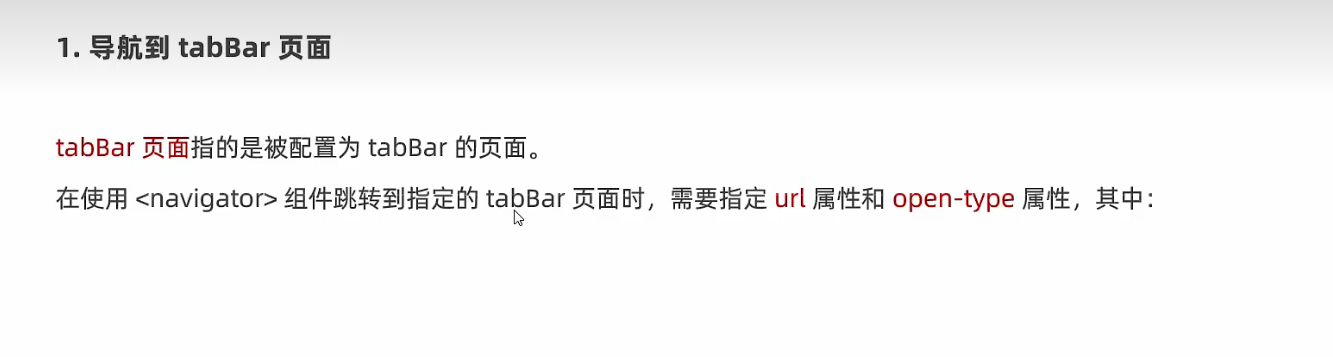 1. 导航到 tabBar 页面
tabBar 页面指的是被配置为 tabBar 的页面。
在使用 <navigator> 组件跳转到指定的 tabBar 页面时，需要指定 url 属性和 open-type 属性，其中：